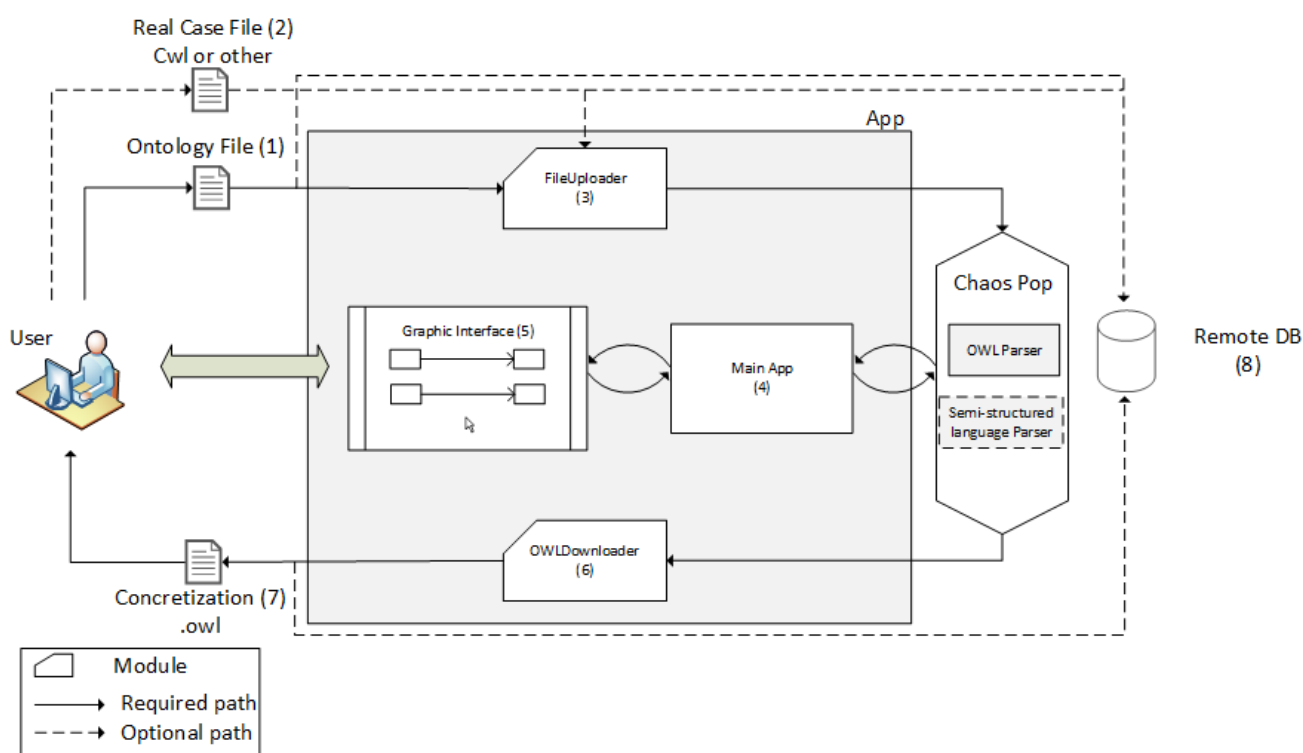 Real Case File (2)
Cwl or other
App
Ontology File (1)
FileUploader
(3)
Chaos Pop
User
Graphic Interface (5)
Main App
(4)
OWL Parser
Remote DB
(8)
Semi-structured
language Parser
OWLDownloader
(6)
Concretization (7)
.owl
Module
Required path
Optional path